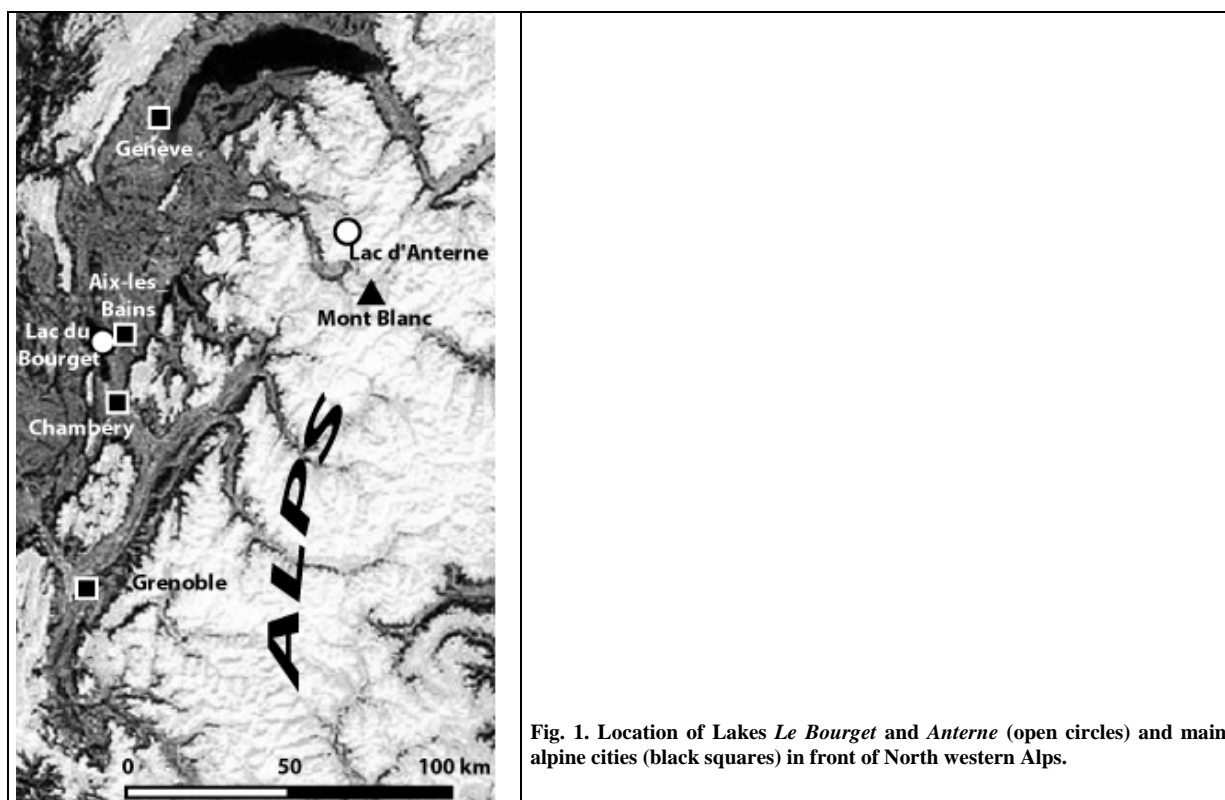 Genève
Lac d'Anterne
Aix-les_
Bains
Mont Blanc
Lac du
Bourget
Chambéry
ALPS
Grenoble
0 50 100 km
Fig. 1. Location of Lakes Le Bourget and Anterne (open circles) and main
alpine cities (black squares) in front of North western Alps.